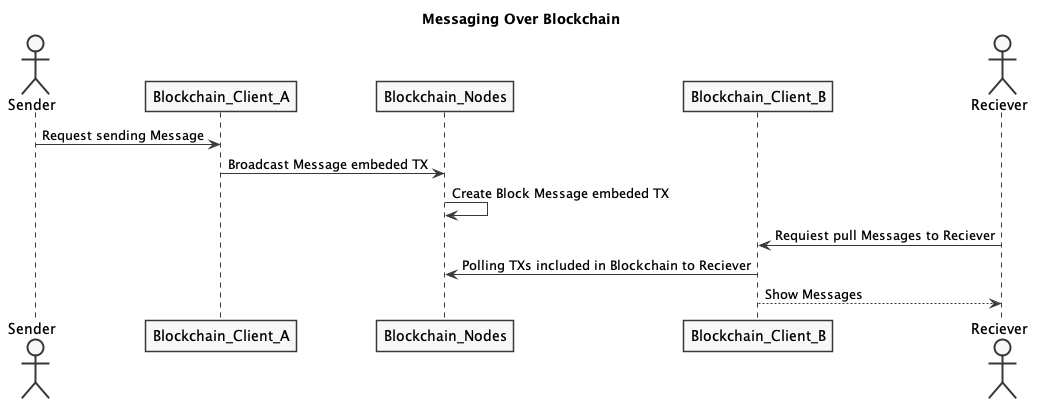 Messaging Over Blockchain
Sender
Blockchain_Client_A
Blockchain_Nodes
Blockchain_Client_B
Reciever
Request sending Message
Broadcast Message embeded TX
Create Block Message embeded TX
Requiest pull Messages to Reciever
Polling TXs included in Blockchain to Reciever
Show Messages
Sender
Blockchain_Client_A
Blockchain_Nodes
Blockchain_Client_B
Reciever